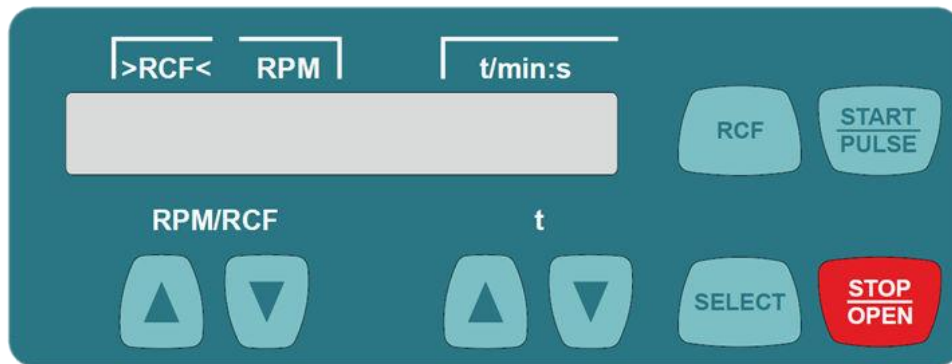 >RCF< RPM t/min:s
RCF
START
PULSE
RPM/RCF t
SELECT
STOP
OPEN